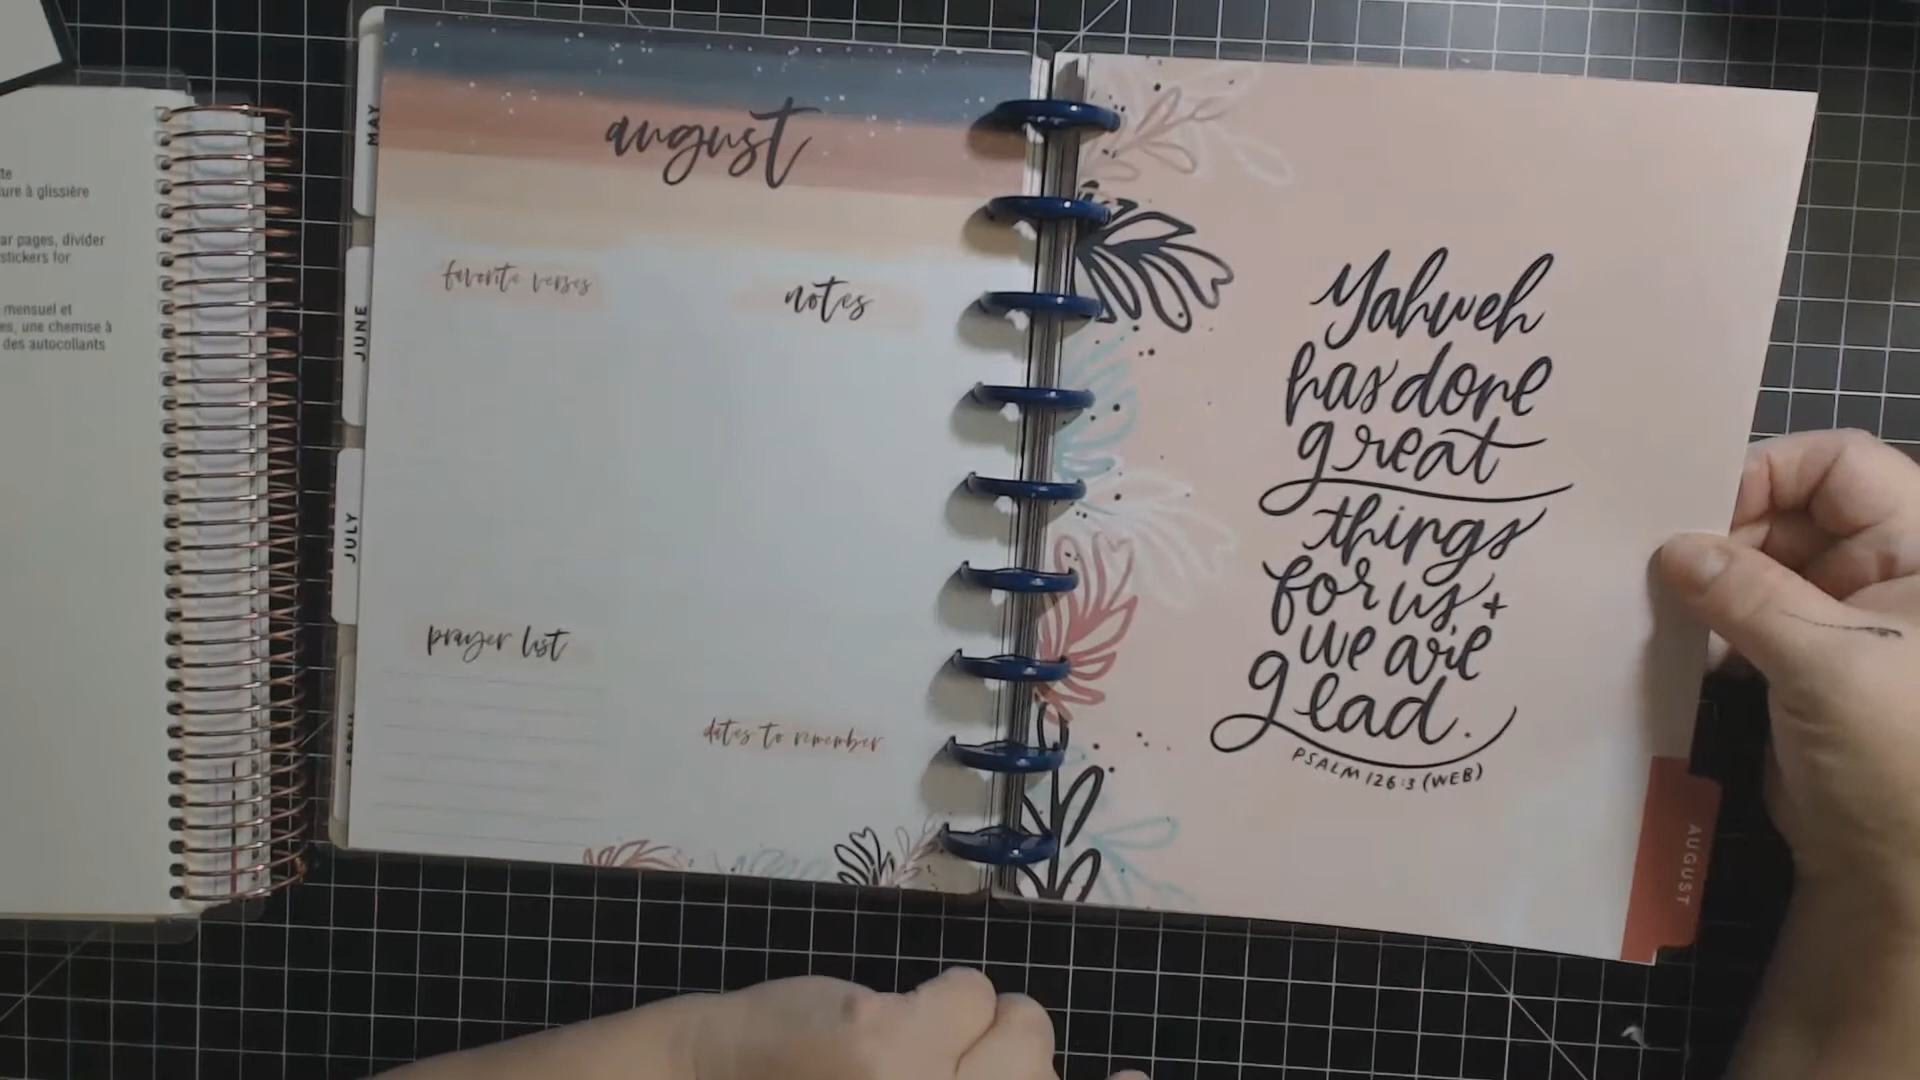 te
ure à glissière
ar pages, divider
stickers for
mensuel et
es, une chemise à
des autocollants
MAY
JUNE
JULY
august
favorite verses
notes
prayer list
dates to remember
Yahweh
has done
great
things
for us +
we are
glad.
PSALM 126:3 (WEB)
AUGUST